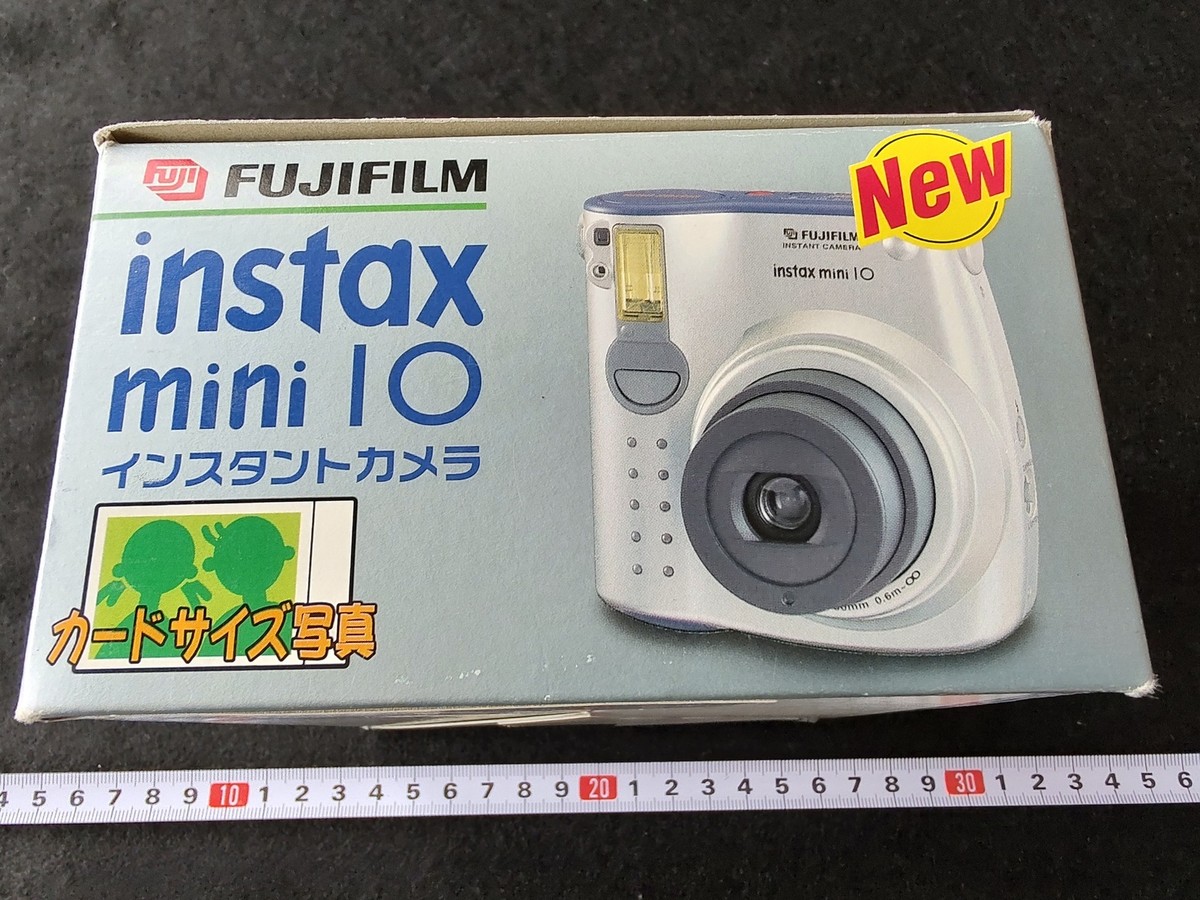 FUJI FUJIFILM
instax
mini 10
インスタントカメラ
カードサイズ写真
New
FUJIFILM
INSTANT CAMERA
instax mini 10
0.6m-∞
4 5 6 7 8 9 10 1 2 3 4 5 6 7 8 9 20 1 2 3 4 5 6 7 8 9 30 1 2 3 4 5 6